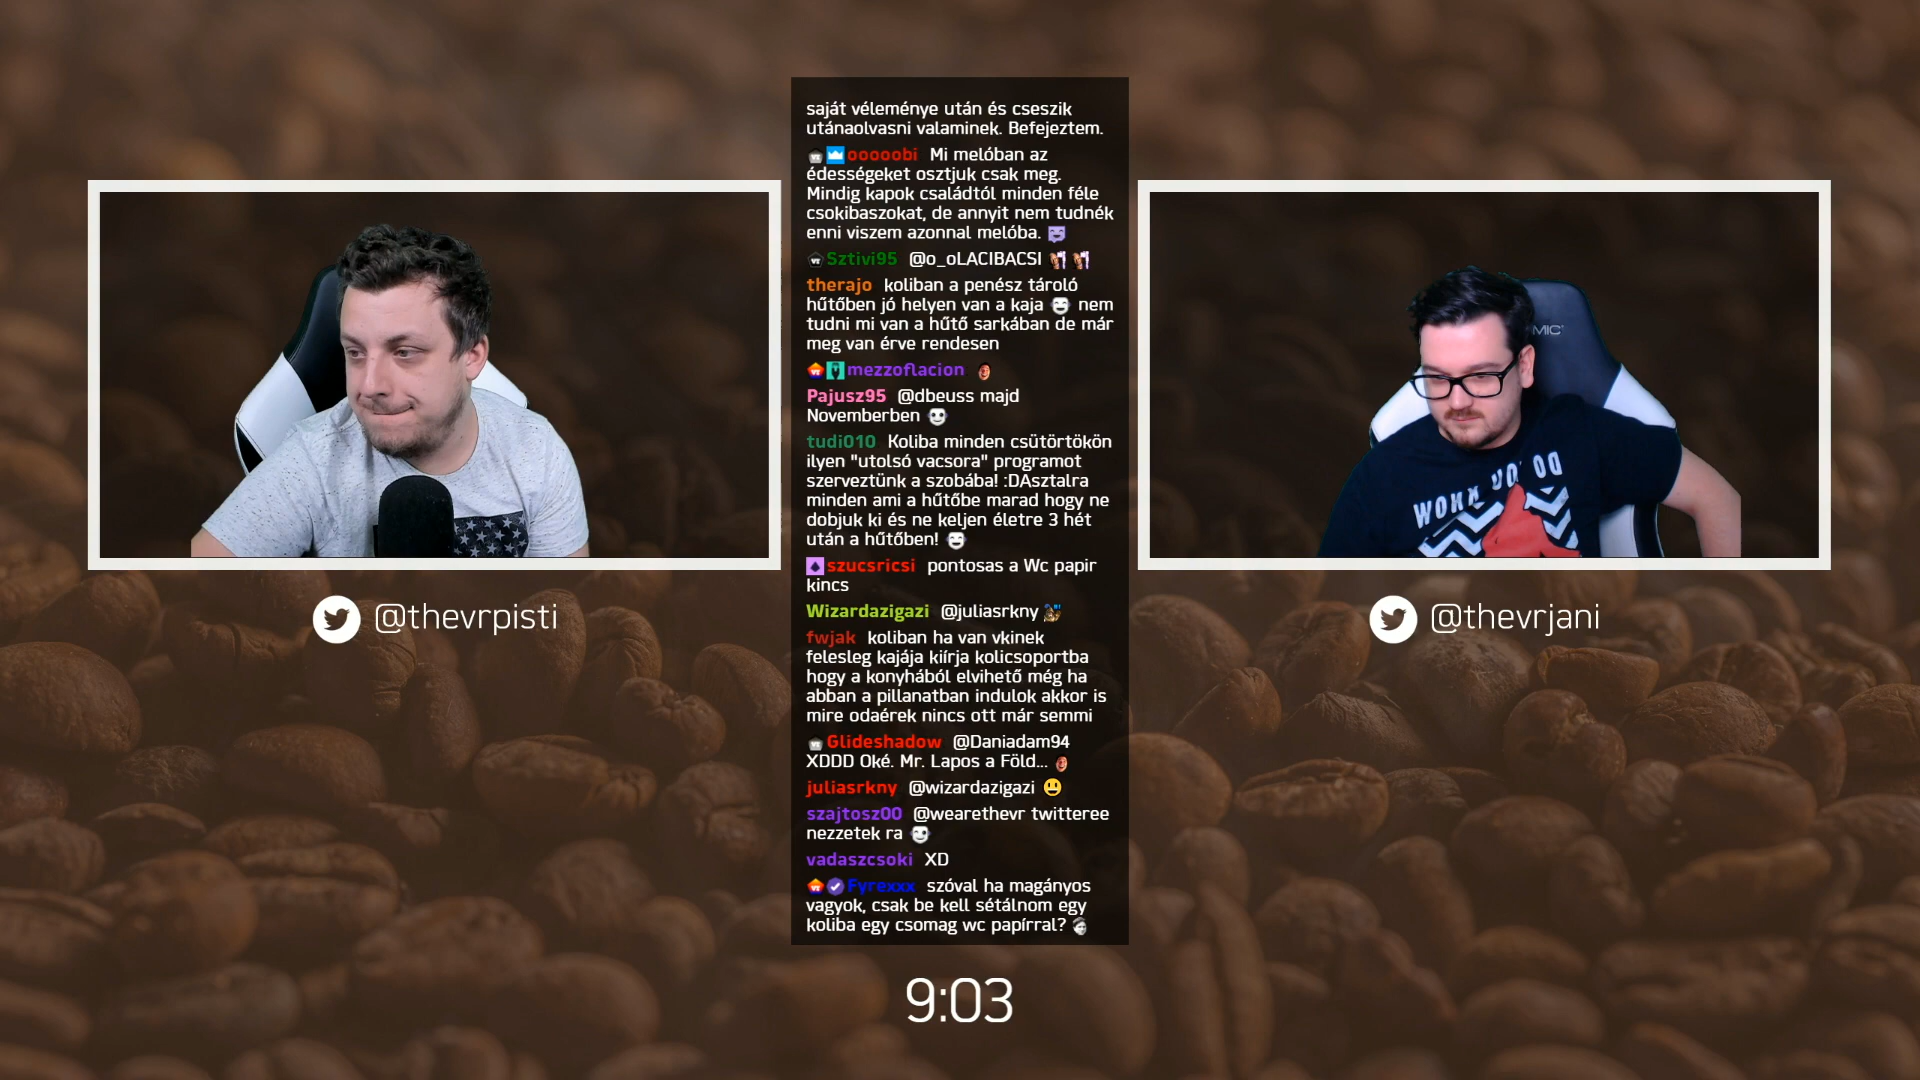 saját véleménye után és cseszik
utánaolvasni valaminek. Befejeztem.
ooooobi Mi melóban az
édességeket osztjuk csak meg.
Mindig kapok családtól minden féle
csokibaszokat, de annyit nem tudnék
enni viszem azonnal melóba.
Sztivi95 @o_oLACIBACSI
therajo koliban a penész tároló
hűtőben jó helyen van a kaja nem
tudni mi van a hűtő sarkában de már
meg van érve rendesen
mezzoflacion
Pajusz95 @dbeuss majd
Novemberben
tudi010 Koliba minden csütörtökön
ilyen "utolsó vacsora" programot
szerveztünk a szobába! :DAsztalra
minden ami a hűtőbe marad hogy ne
dobjuk ki és ne keljen életre 3 hét
után a hűtőben!
szucsricsi pontosas a Wc papir
kincs
Wizardazigazi @juliasrkny
fwjak koliban ha van vkinek
felesleg kajája kiírja kolicsoportba
hogy a konyhából elvihető még ha
abban a pillanatban indulok akkor is
mire odaérek nincs ott már semmi
Glideshadow @Daniadam94
XDDD Oké. Mr. Lapos a Föld...
juliasrkny @wizardazigazi
szajtosz00 @wearethevr twitteree
nezzetek ra
vadaszcsoki XD
Fyrexxx szóval ha magányos
vagyok, csak be kell sétálnom egy
koliba egy csomag wc papírral?
@thevrpisti
MIC
@thevrjani
9:03